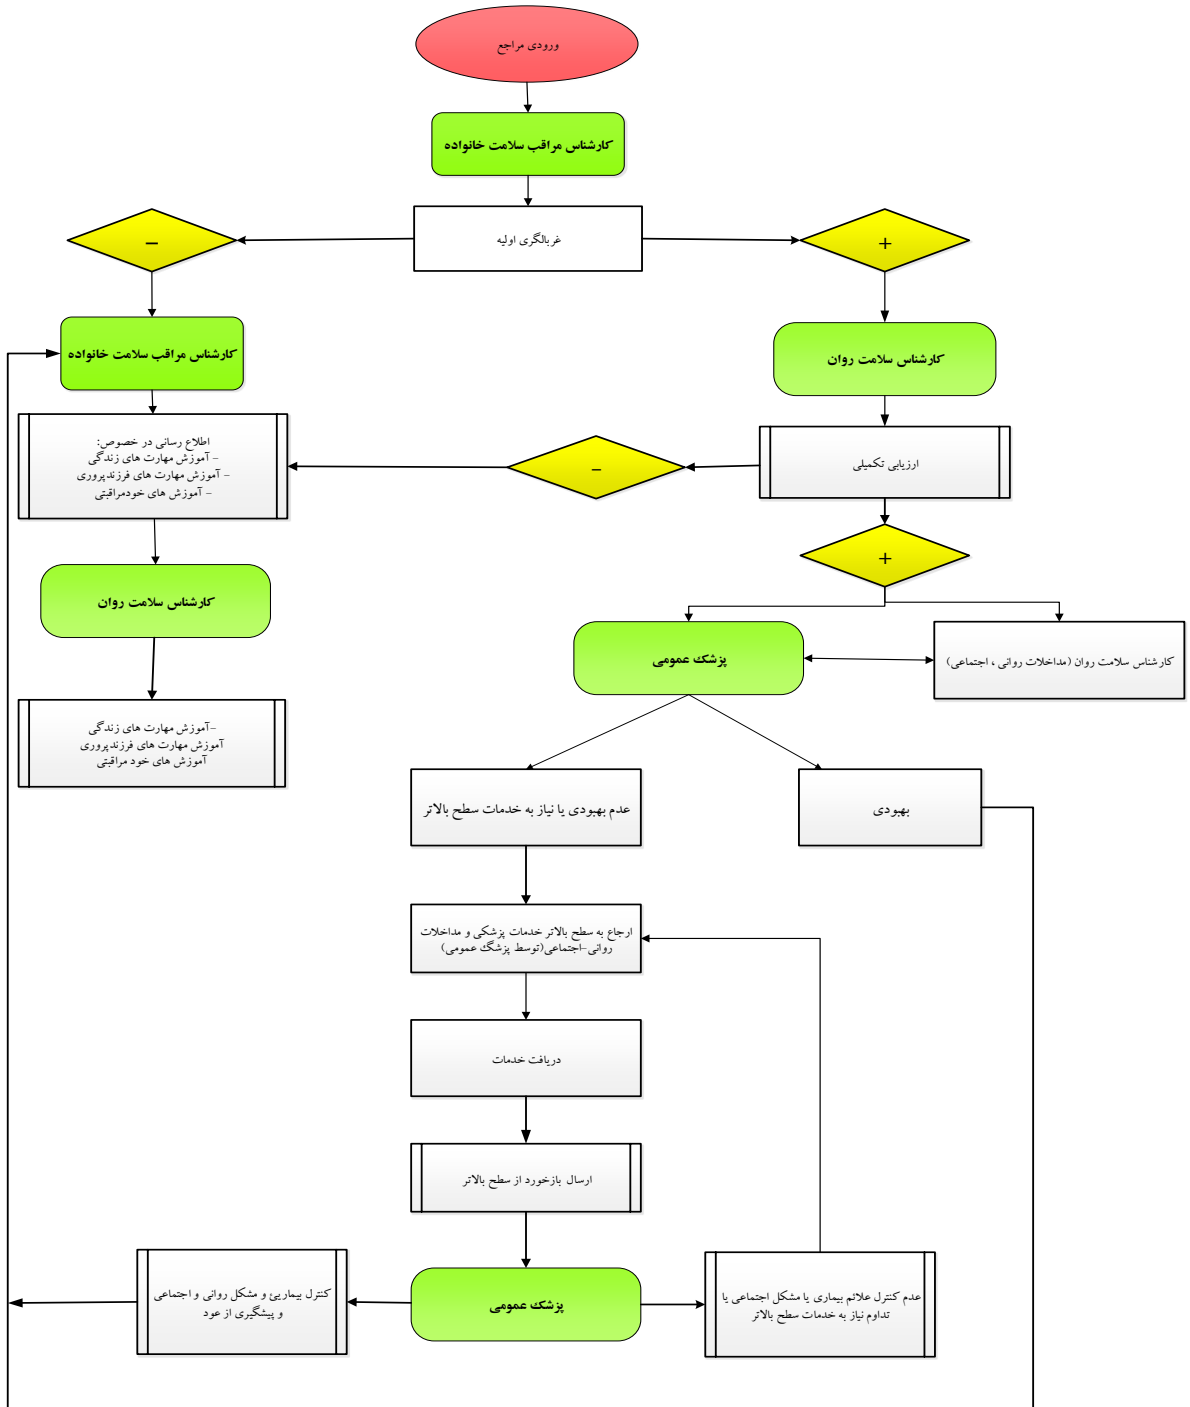 ورودی مراجع
کارشناس مراقب سلامت خانواده
غربالگری اولیه
–
+
کارشناس مراقب سلامت خانواده
کارشناس سلامت روان
اطلاع رسانی در خصوص:
– آموزش مهارت های زندگی
– آموزش مهارت های فرزندپروری
– آموزش های خودمراقبتی
–
ارزیابی تکمیلی
+
کارشناس سلامت روان
پزشک عمومی
کارشناس سلامت روان (مداخلات روانی ، اجتماعی)
–آموزش مهارت های زندگی
آموزش مهارت های فرزندپروری
آموزش های خود مراقبتی
عدم بهبودی یا نیاز به خدمات سطح بالاتر
بهبودی
ارجاع به سطح بالاتر خدمات پزشکی و مداخلات
روانی–اجتماعی(توسط پزشگ عمومی)
دریافت خدمات
ارسال بازخورد از سطح بالاتر
کنترل بیماریئ و مشکل روانی و اجتماعی
و پیشگیری از عود
پزشک عمومی
عدم کنترل علائم بیماری یا مشکل اجتماعی یا
تداوم نیاز به خدمات سطح بالاتر